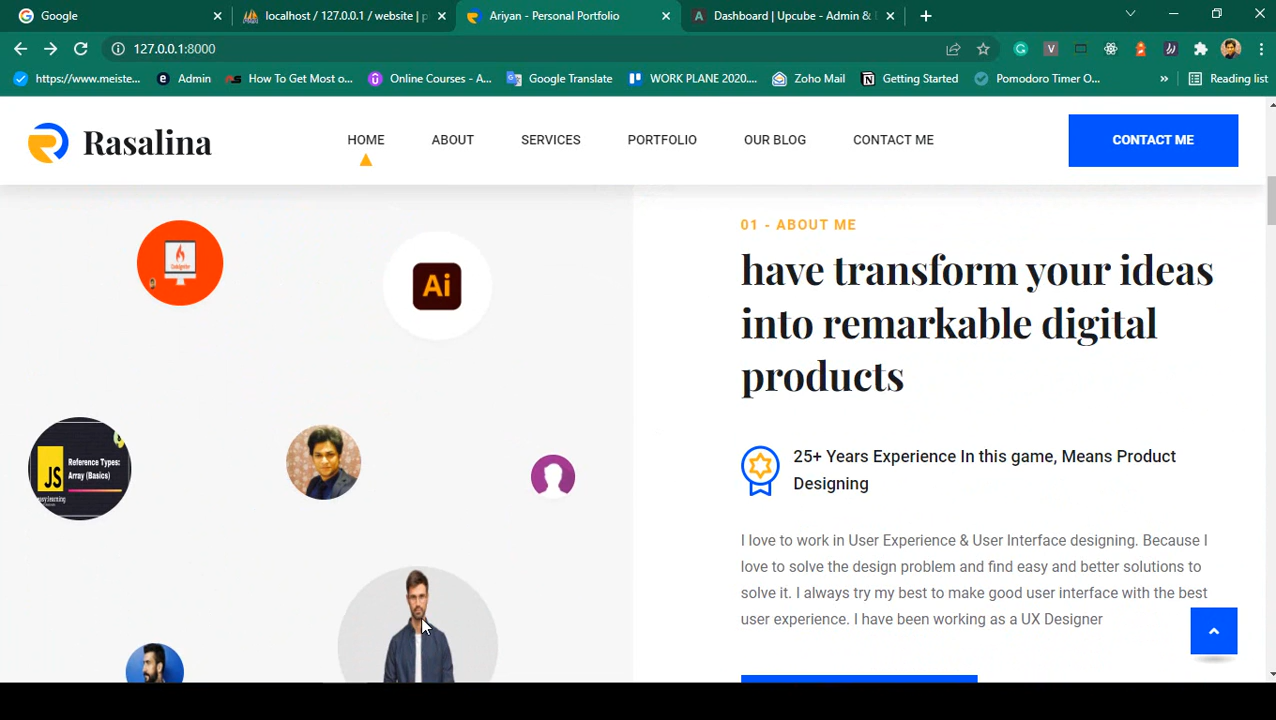 Google
localhost / 127.0.0.1 / website | p
Ariyan - Personal Portfolio
Dashboard | Upcube - Admin &
127.0.0.1:8000
https://www.meiste...
Admin
How To Get Most o...
Online Courses - A...
Google Translate
WORK PLANE 2020....
Zoho Mail
Getting Started
Pomodoro Timer O...
»
Reading list
Rasalina
HOME
ABOUT
SERVICES
PORTFOLIO
OUR BLOG
CONTACT ME
CONTACT ME
CodeIgniter
Ai
JS
Reference Types:
Array (Basics)
easy learning
01 - ABOUT ME
have transform your ideas
into remarkable digital
products
25+ Years Experience In this game, Means Product
Designing
I love to work in User Experience & User Interface designing. Because I
love to solve the design problem and find easy and better solutions to
solve it. I always try my best to make good user interface with the best
user experience. I have been working as a UX Designer